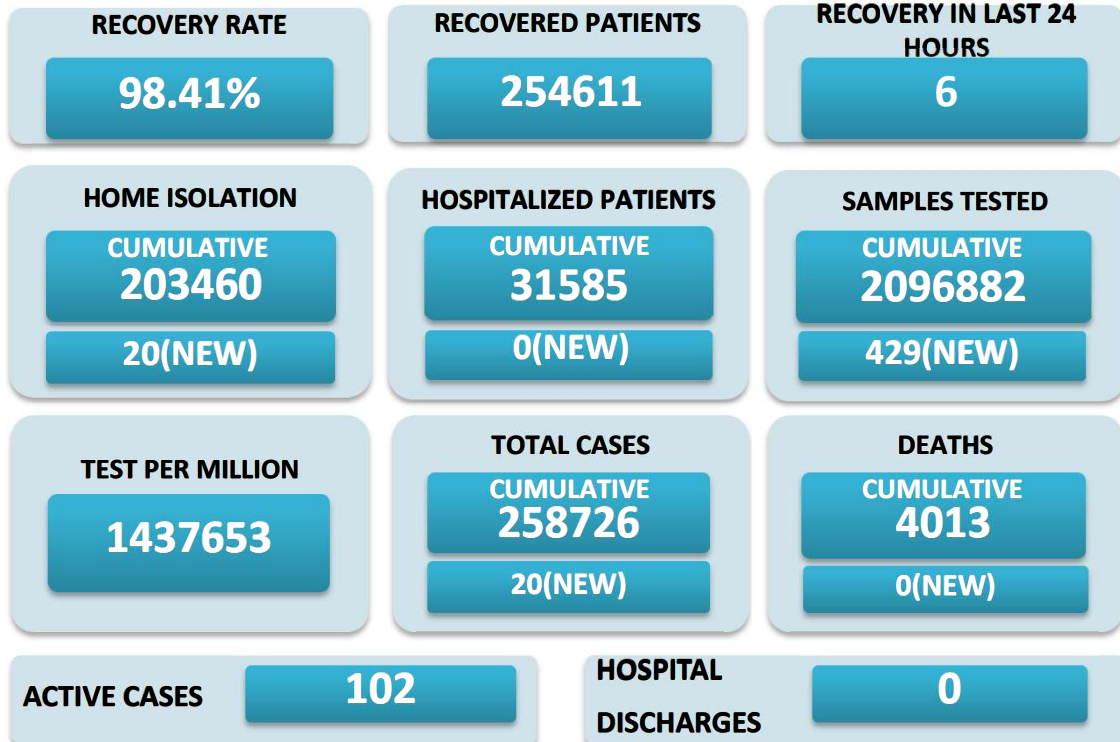 RECOVERY RATE
98.41%
RECOVERED PATIENTS
254611
RECOVERY IN LAST 24
HOURS
6
HOME ISOLATION
CUMULATIVE
203460
20(NEW)
HOSPITALIZED PATIENTS
CUMULATIVE
31585
0(NEW)
SAMPLES TESTED
CUMULATIVE
2096882
429(NEW)
TEST PER MILLION
1437653
TOTAL CASES
CUMULATIVE
258726
20(NEW)
DEATHS
CUMULATIVE
4013
0(NEW)
ACTIVE CASES
102
HOSPITAL
DISCHARGES
0